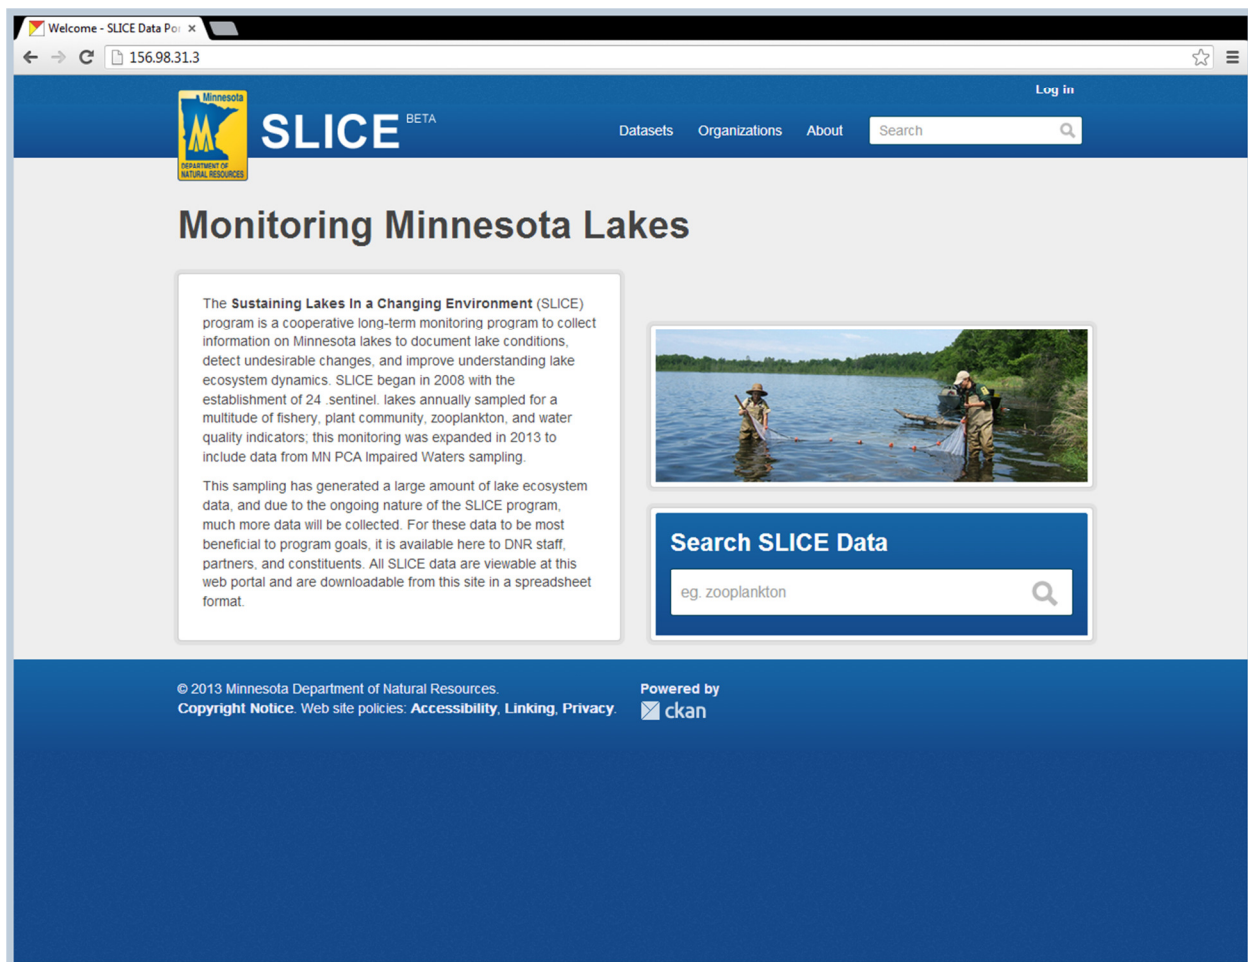 Welcome - SLICE Data Por
156.98.31.3
Log in
Minnesota
DEPARTMENT OF
NATURAL RESOURCES
SLICE BETA
Datasets Organizations About Search
Monitoring Minnesota Lakes
The Sustaining Lakes In a Changing Environment (SLICE)
program is a cooperative long-term monitoring program to collect
information on Minnesota lakes to document lake conditions,
detect undesirable changes, and improve understanding lake
ecosystem dynamics. SLICE began in 2008 with the
establishment of 24 .sentinel. lakes annually sampled for a
multitude of fishery, plant community, zooplankton, and water
quality indicators; this monitoring was expanded in 2013 to
include data from MN PCA Impaired Waters sampling.
This sampling has generated a large amount of lake ecosystem
data, and due to the ongoing nature of the SLICE program,
much more data will be collected. For these data to be most
beneficial to program goals, it is available here to DNR staff,
partners, and constituents. All SLICE data are viewable at this
web portal and are downloadable from this site in a spreadsheet
format.
Search SLICE Data
eg. zooplankton
© 2013 Minnesota Department of Natural Resources.
Copyright Notice. Web site policies: Accessibility, Linking, Privacy.
Powered by
ckan